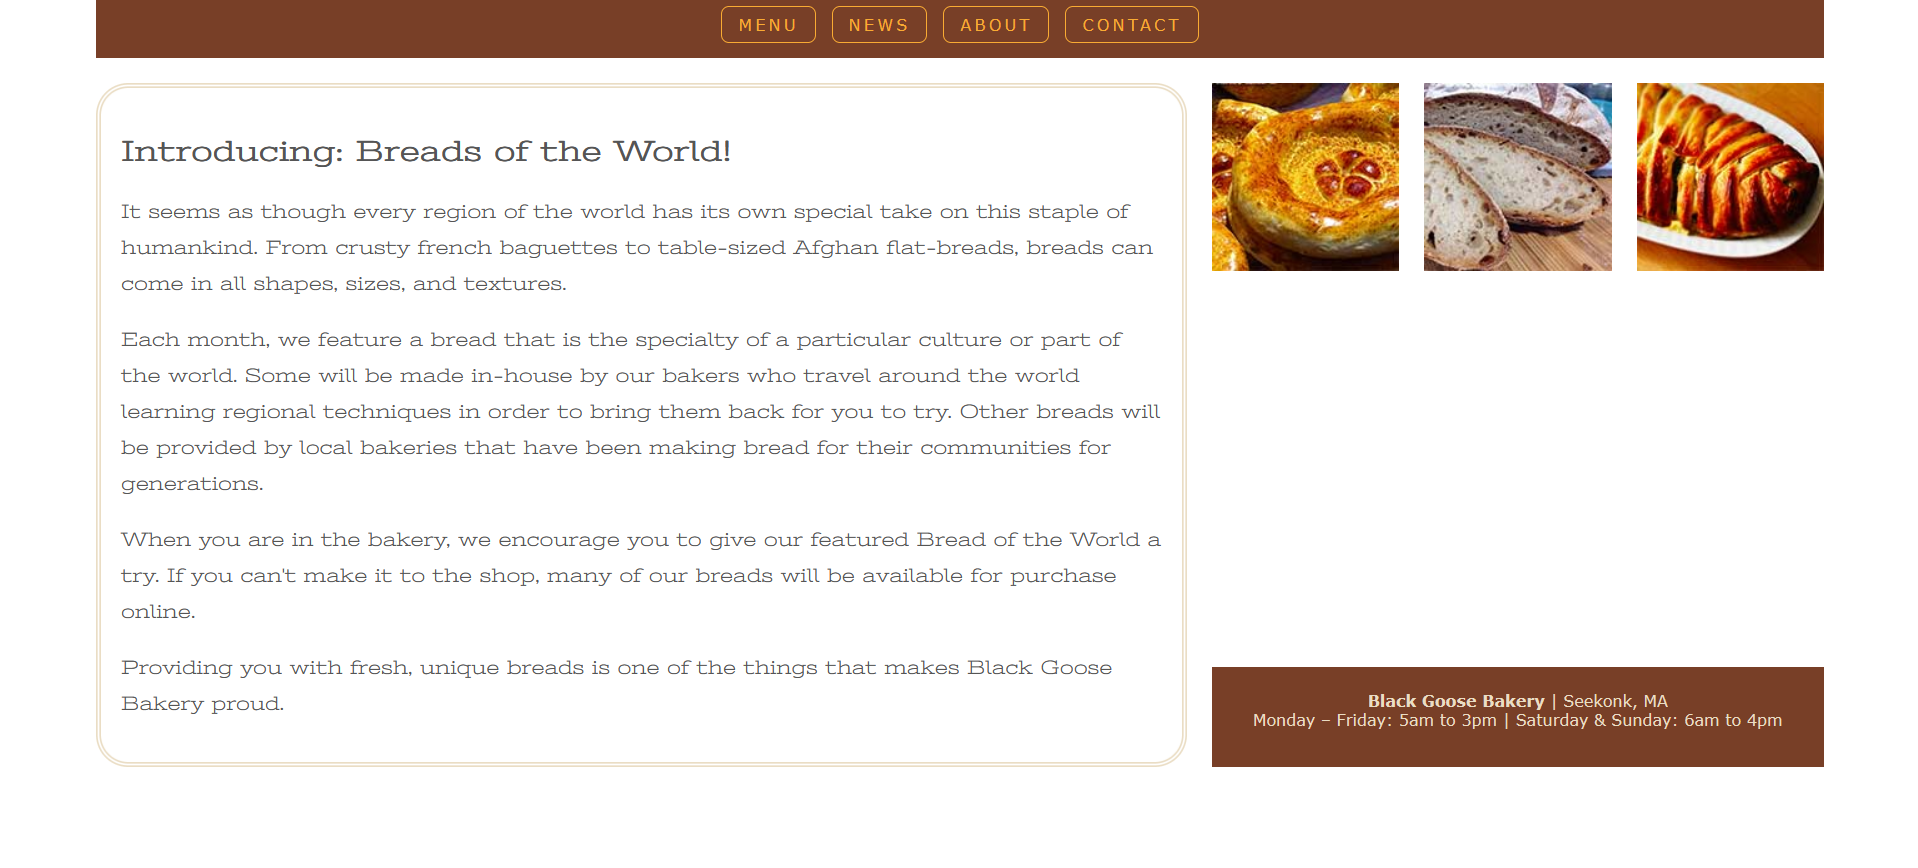 MENU NEWS ABOUT CONTACT
Introducing: Breads of the World!
It seems as though every region of the world has its own special take on this staple of
humankind. From crusty french baguettes to table-sized Afghan flat-breads, breads can
come in all shapes, sizes, and textures.
Each month, we feature a bread that is the specialty of a particular culture or part of
the world. Some will be made in-house by our bakers who travel around the world
learning regional techniques in order to bring them back for you to try. Other breads will
be provided by local bakeries that have been making bread for their communities for
generations.
When you are in the bakery, we encourage you to give our featured Bread of the World a
try. If you can't make it to the shop, many of our breads will be available for purchase
online.
Providing you with fresh, unique breads is one of the things that makes Black Goose
Bakery proud.
Black Goose Bakery | Seekonk, MA
Monday – Friday: 5am to 3pm | Saturday & Sunday: 6am to 4pm